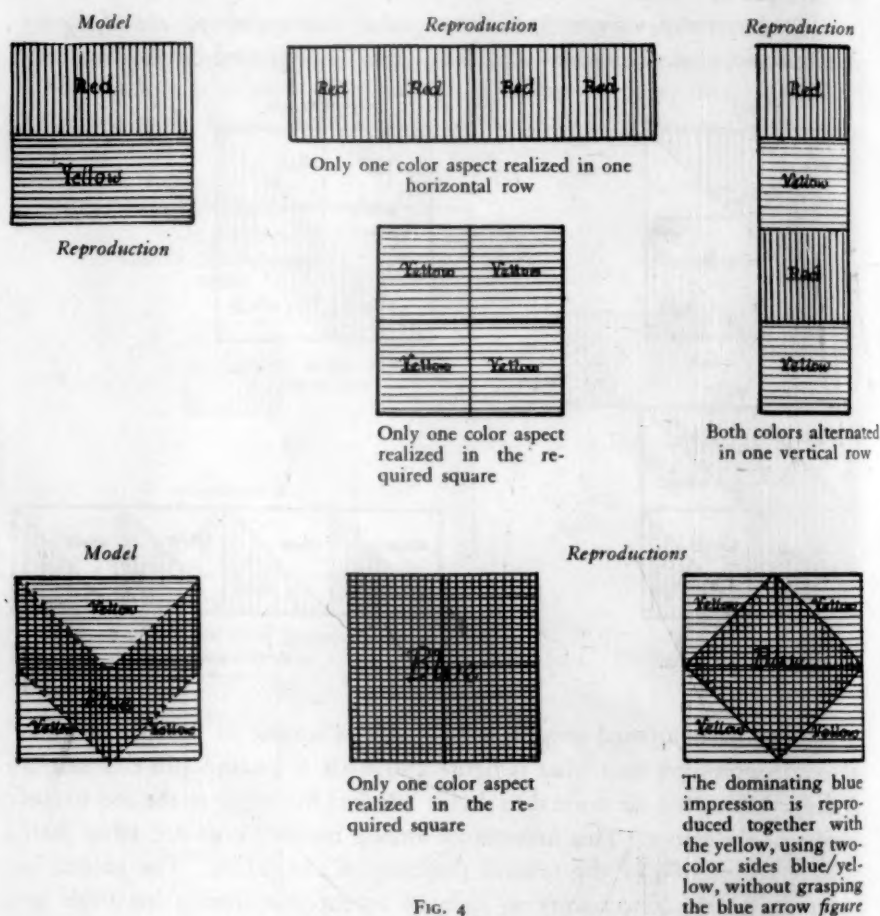 Model
Reproduction
Reproduction
Red
Yellow
Reproduction
Red Red Red Red
Only one color aspect realized in one
horizontal row
Yellow Yellow
Yellow Yellow
Only one color aspect
realized in the re-
quired square
Red
Yellow
Red
Yellow
Both colors alternated
in one vertical row
Model
Reproductions
Yellow
Blue
Yellow Yellow
Blue
Only one color aspect
realized in the re-
quired square
Yellow Yellow
Blue
Yellow Yellow
The dominating blue
impression is repro-
duced together with
the yellow, using two-
color sides blue/yel-
low, without grasping
the blue arrow figure
FIG. 4